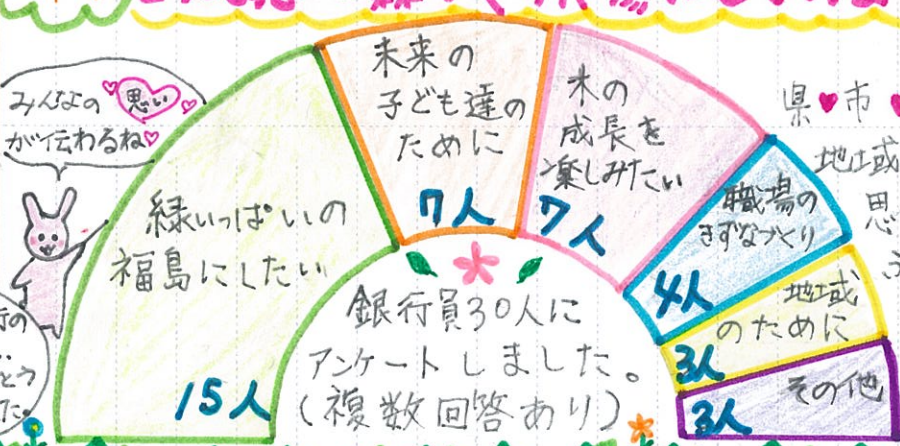 みんなの思い
が伝わるね
緑いっぱいの
福島にしたい
15人
未来の
子ども達の
ために
7人
木の
成長を
楽しみたい
7人
職場の
きずなづくり
4人
地域
のために
3人
その他
3人
銀行員30人に
アンケートしました。
(複数回答あり)
県♥市♥
地域
思